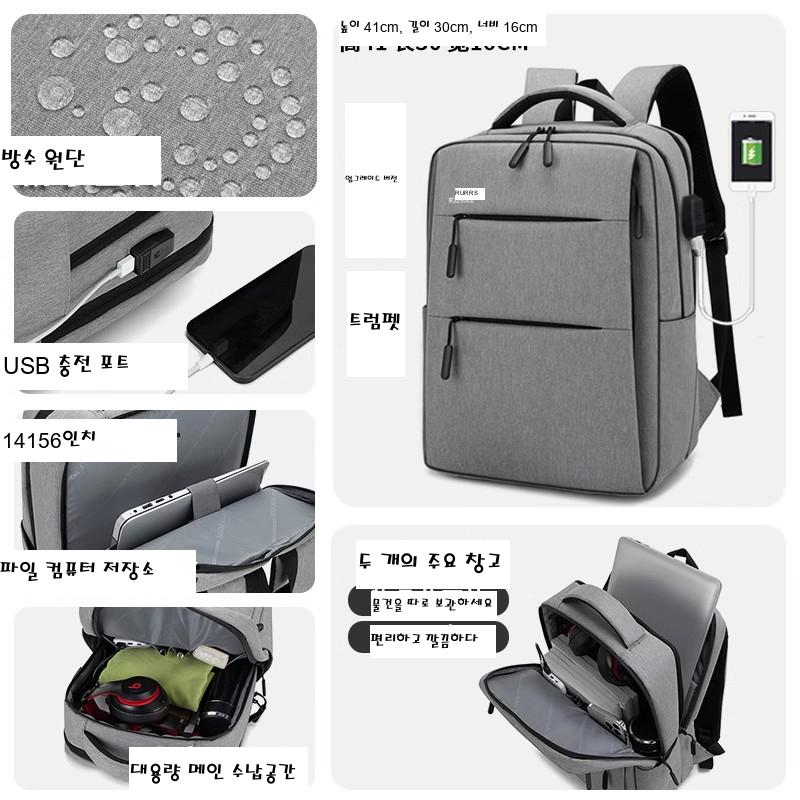 높이 41cm, 길이 30cm, 너비 16cm
방수 원단
업그레이드 버전
RURRS
트럼펫
USB 충전 포트
14156인치
파일 컴퓨터 저장소
두 개의 주요 창고
물건을 따로 보관하세요
편리하고 깔끔하다
대용량 메인 수납공간